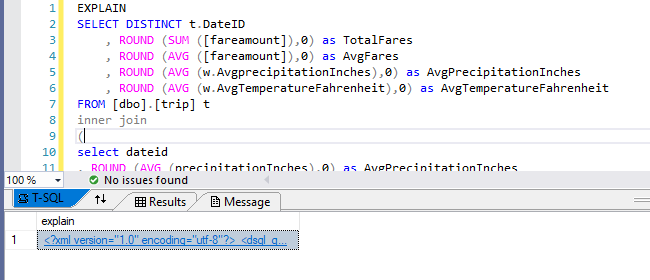 1 EXPLAIN
2 SELECT DISTINCT t.DateID
3 , ROUND (SUM ([fareamount]),0) as TotalFares
4 , ROUND (AVG ([fareamount]),0) as AvgFares
5 , ROUND (AVG (w.AvgprecipitationInches),0) as AvgPrecipitationInches
6 , ROUND (AVG (w.AvgTemperatureFahrenheit),0) as AvgTemperatureFahrenheit
7 FROM [dbo].[trip] t
8 inner join
9 (
10 select dateid
11 , ROUND (AVG (precipitationInches),0) as AvgPrecipitationInches
100 % No issues found
T-SQL Results Message
explain
1 <?xml version="1.0" encoding="utf-8"?> <dsql_q...